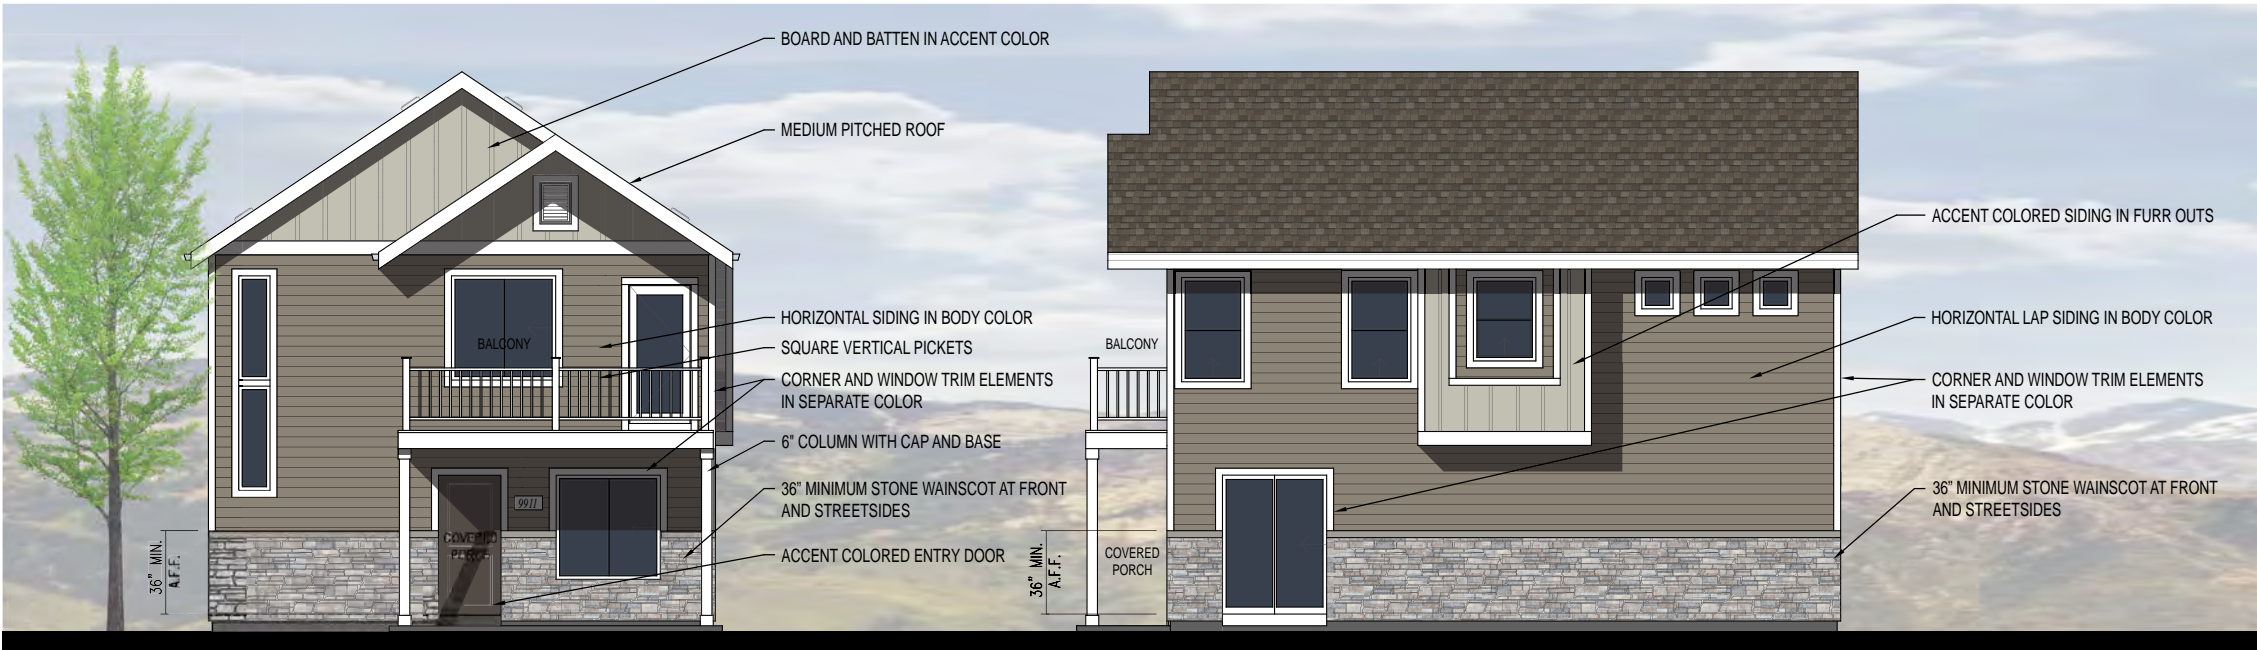 BOARD AND BATTEN IN ACCENT COLOR
MEDIUM PITCHED ROOF
HORIZONTAL SIDING IN BODY COLOR
BALCONY
SQUARE VERTICAL PICKETS
CORNER AND WINDOW TRIM ELEMENTS
IN SEPARATE COLOR
6" COLUMN WITH CAP AND BASE
36" MINIMUM STONE WAINSCOT AT FRONT
AND STREETSIDES
9911
COVERED
PORCH
ACCENT COLORED ENTRY DOOR
36" MIN.
A.F.F.
ACCENT COLORED SIDING IN FURR OUTS
HORIZONTAL LAP SIDING IN BODY COLOR
BALCONY
CORNER AND WINDOW TRIM ELEMENTS
IN SEPARATE COLOR
36" MINIMUM STONE WAINSCOT AT FRONT
AND STREETSIDES
COVERED
PORCH
36" MIN.
A.F.F.